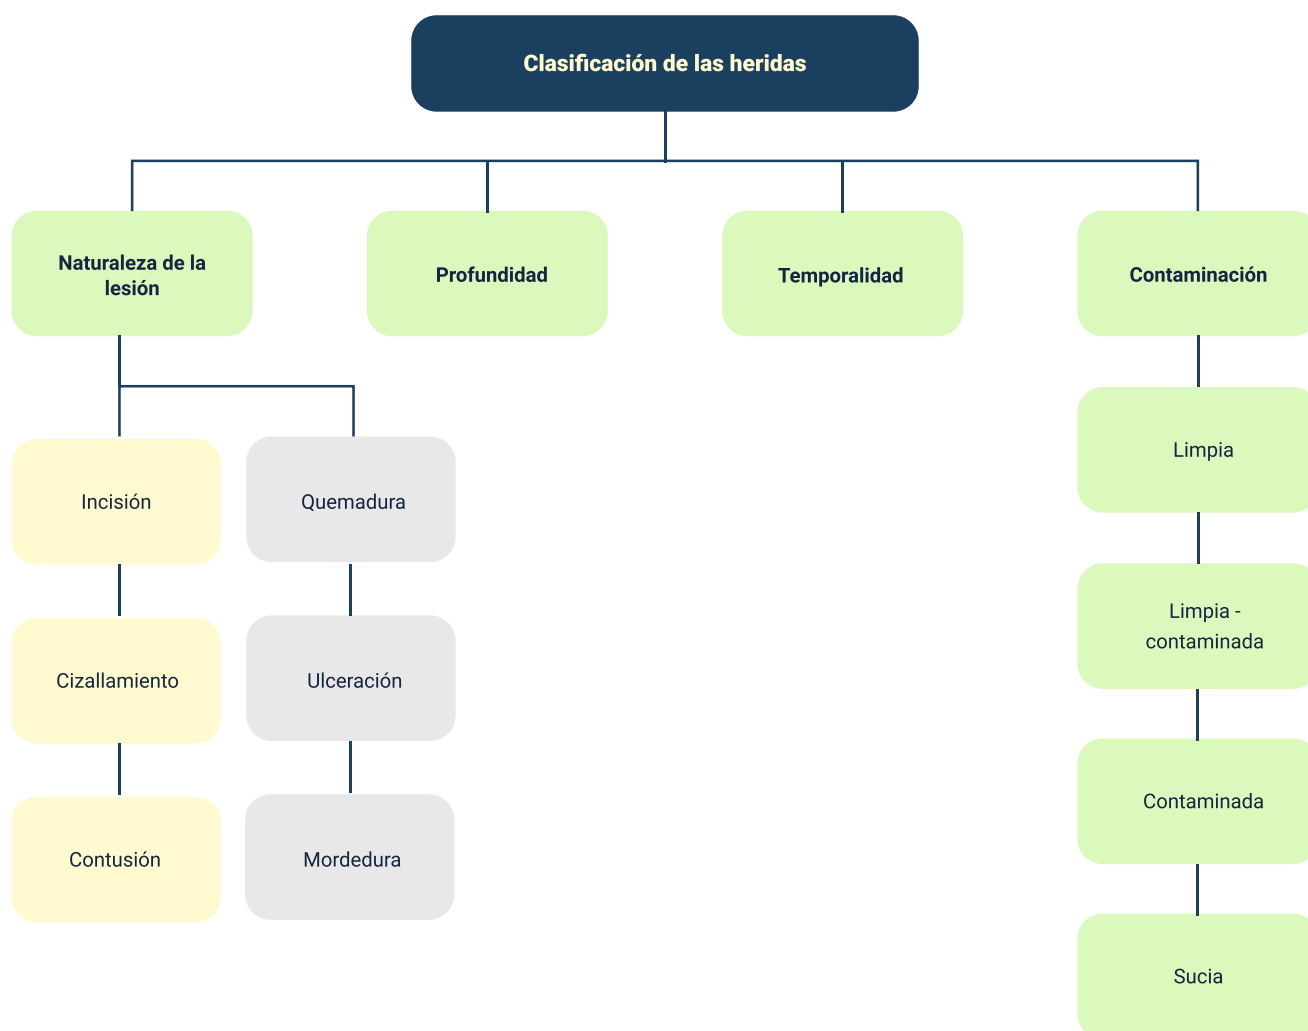 Clasificación de las heridas
Naturaleza de la
lesión
Profundidad
Temporalidad
Contaminación
Incisión
Quemadura
Limpia
Cizallamiento
Ulceración
Limpia -
contaminada
Contusión
Mordedura
Contaminada
Sucia